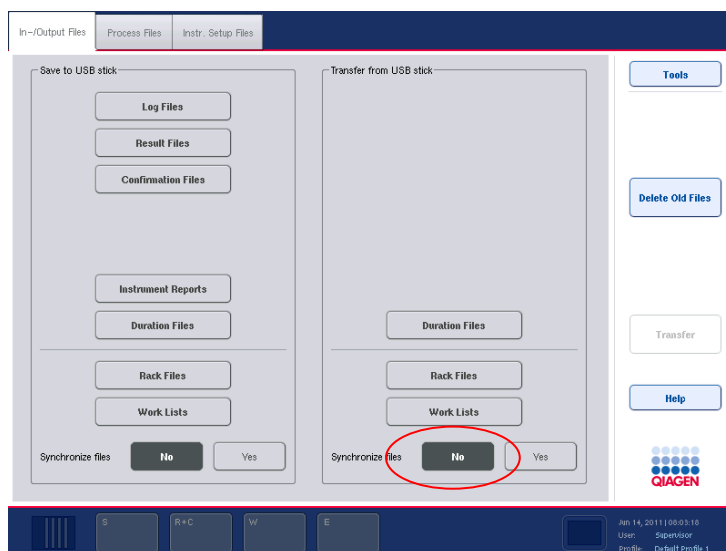 In-/Output Files
Process Files
Instr. Setup Files
Save to USB stick
Log Files
Result Files
Confirmation Files
Instrument Reports
Duration Files
Rack Files
Work Lists
Synchronize files
No
Yes
Transfer from USB stick
Duration Files
Rack Files
Work Lists
Synchronize files
No
Yes
Tools
Delete Old Files
Transfer
Help
QIAGEN
S
R+C
W
E
Jun 14, 2011 | 08:03:18
User: Supervisor
Profile: Default Profile 1